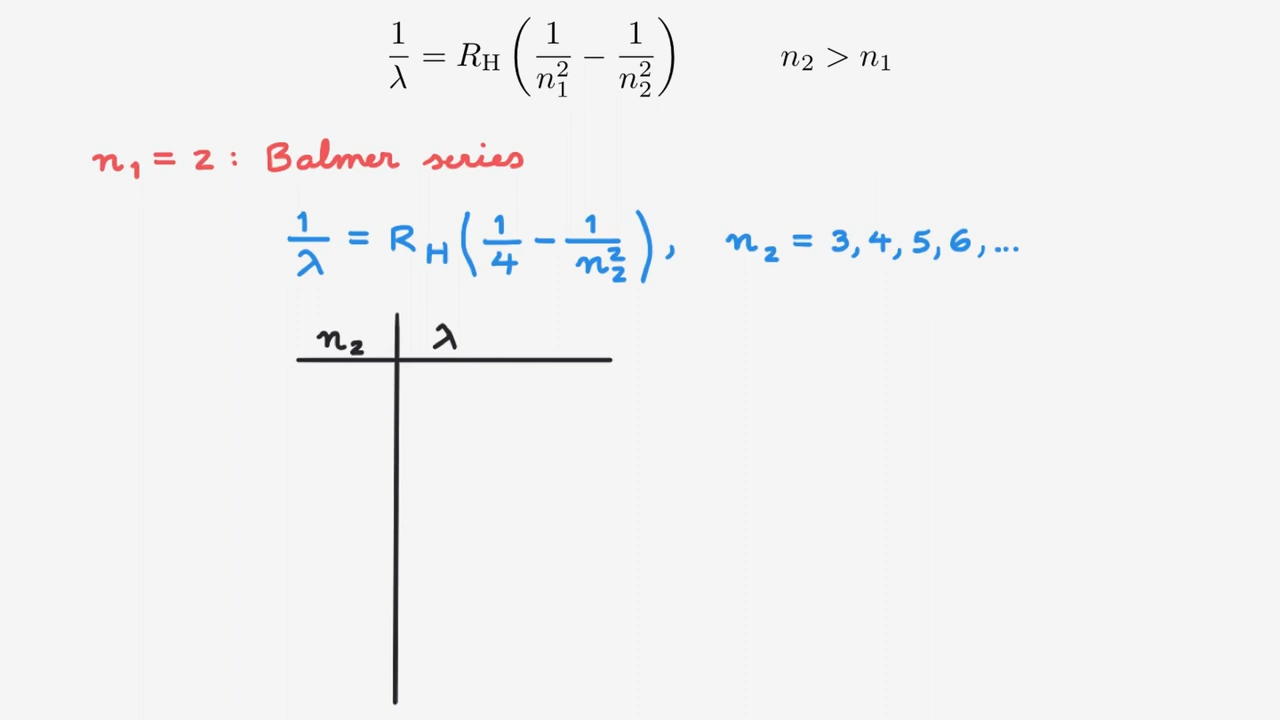 1/λ = R_H (1/n₁² − 1/n₂²)    n₂ > n₁
n₁ = 2 : Balmer series
1/λ = R_H (1/4 − 1/n₂²), n₂ = 3, 4, 5, 6, ...
n₂ λ